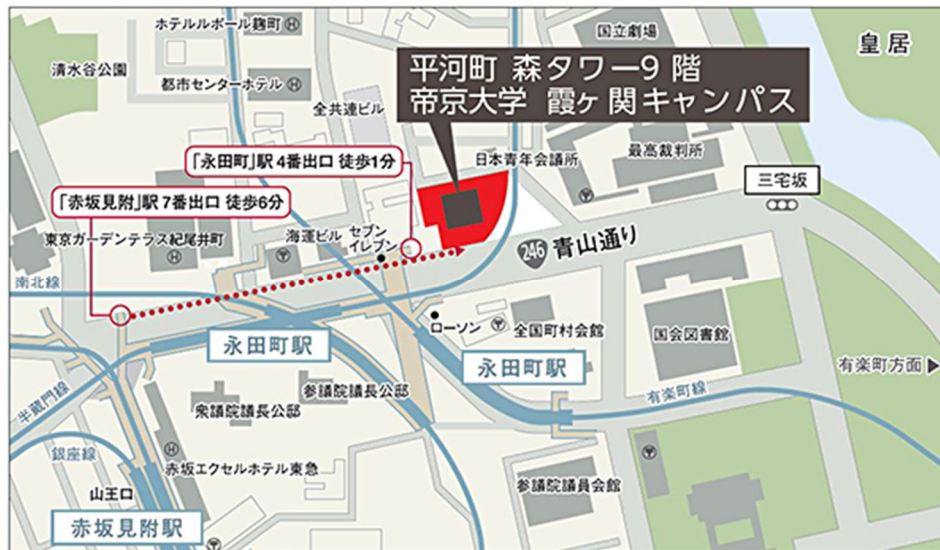 ホテルルポール麹町
清水谷公園
都市センターホテル
全共連ビル
国立劇場
皇居
平河町 森タワー9 階
帝京大学 霞ヶ関キャンパス
「永田町」駅 4番出口 徒歩1分
日本青年会議所
最高裁判所
三宅坂
「赤坂見附」駅 7番出口 徒歩6分
東京ガーデンテラス紀尾井町
海運ビル
セブン
イレブン
246
青山通り
南北線
永田町駅
ローソン
全国町村会館
国会図書館
永田町駅
有楽町方面
有楽町線
半蔵門線
衆議院議長公邸
参議院議長公邸
銀座線
赤坂エクセルホテル東急
山王口
参議院議員会館
赤坂見附駅